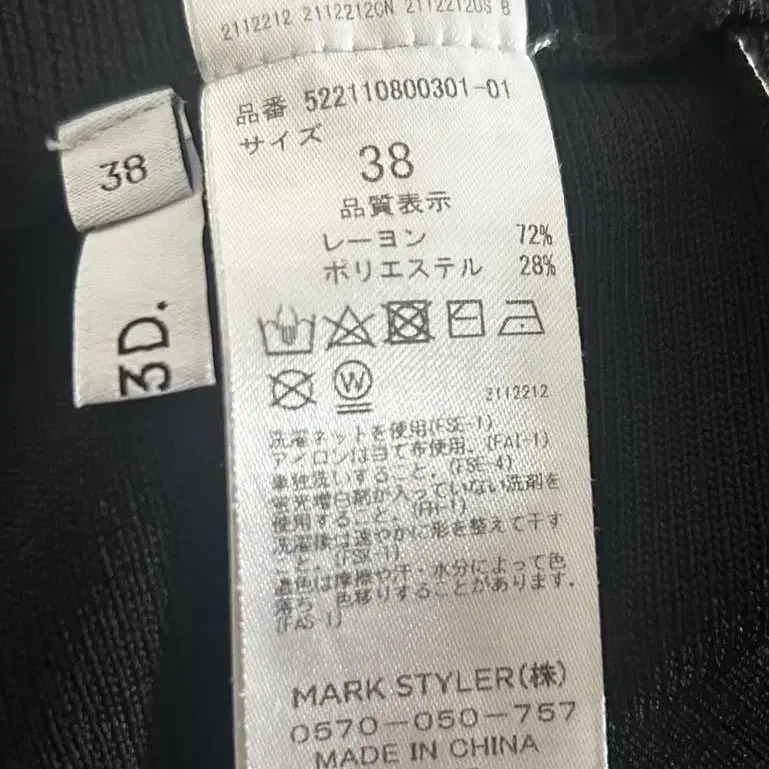 2112212 2112212CN 2112212US B
品番 522110800301-01
サイズ
38
品質表示
レーヨン 72%
ポリエステル 28%
W
2112212
洗濯ネットを使用(FSE-1)
アイロンは当て布使用。(FAI-1)
単独洗いすること。(FSE-4)
蛍光増白剤が入っていない洗剤を
使用すること。(FH-1)
洗濯後は速やかに形を整えて干す
こと。(FSK-1)
濃色は摩擦や汗・水分によって色
落ち、色移りすることがあります。
(FAS-1)
MARK STYLER(株)
0570-050-757
MADE IN CHINA
38
3D.